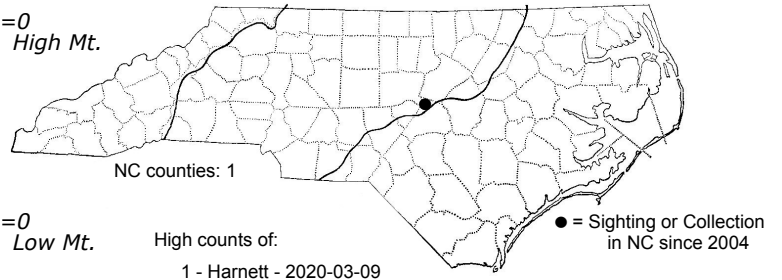 =0
High Mt.
NC counties: 1
=0
Low Mt.
High counts of:
1 - Harnett - 2020-03-09
● = Sighting or Collection
in NC since 2004